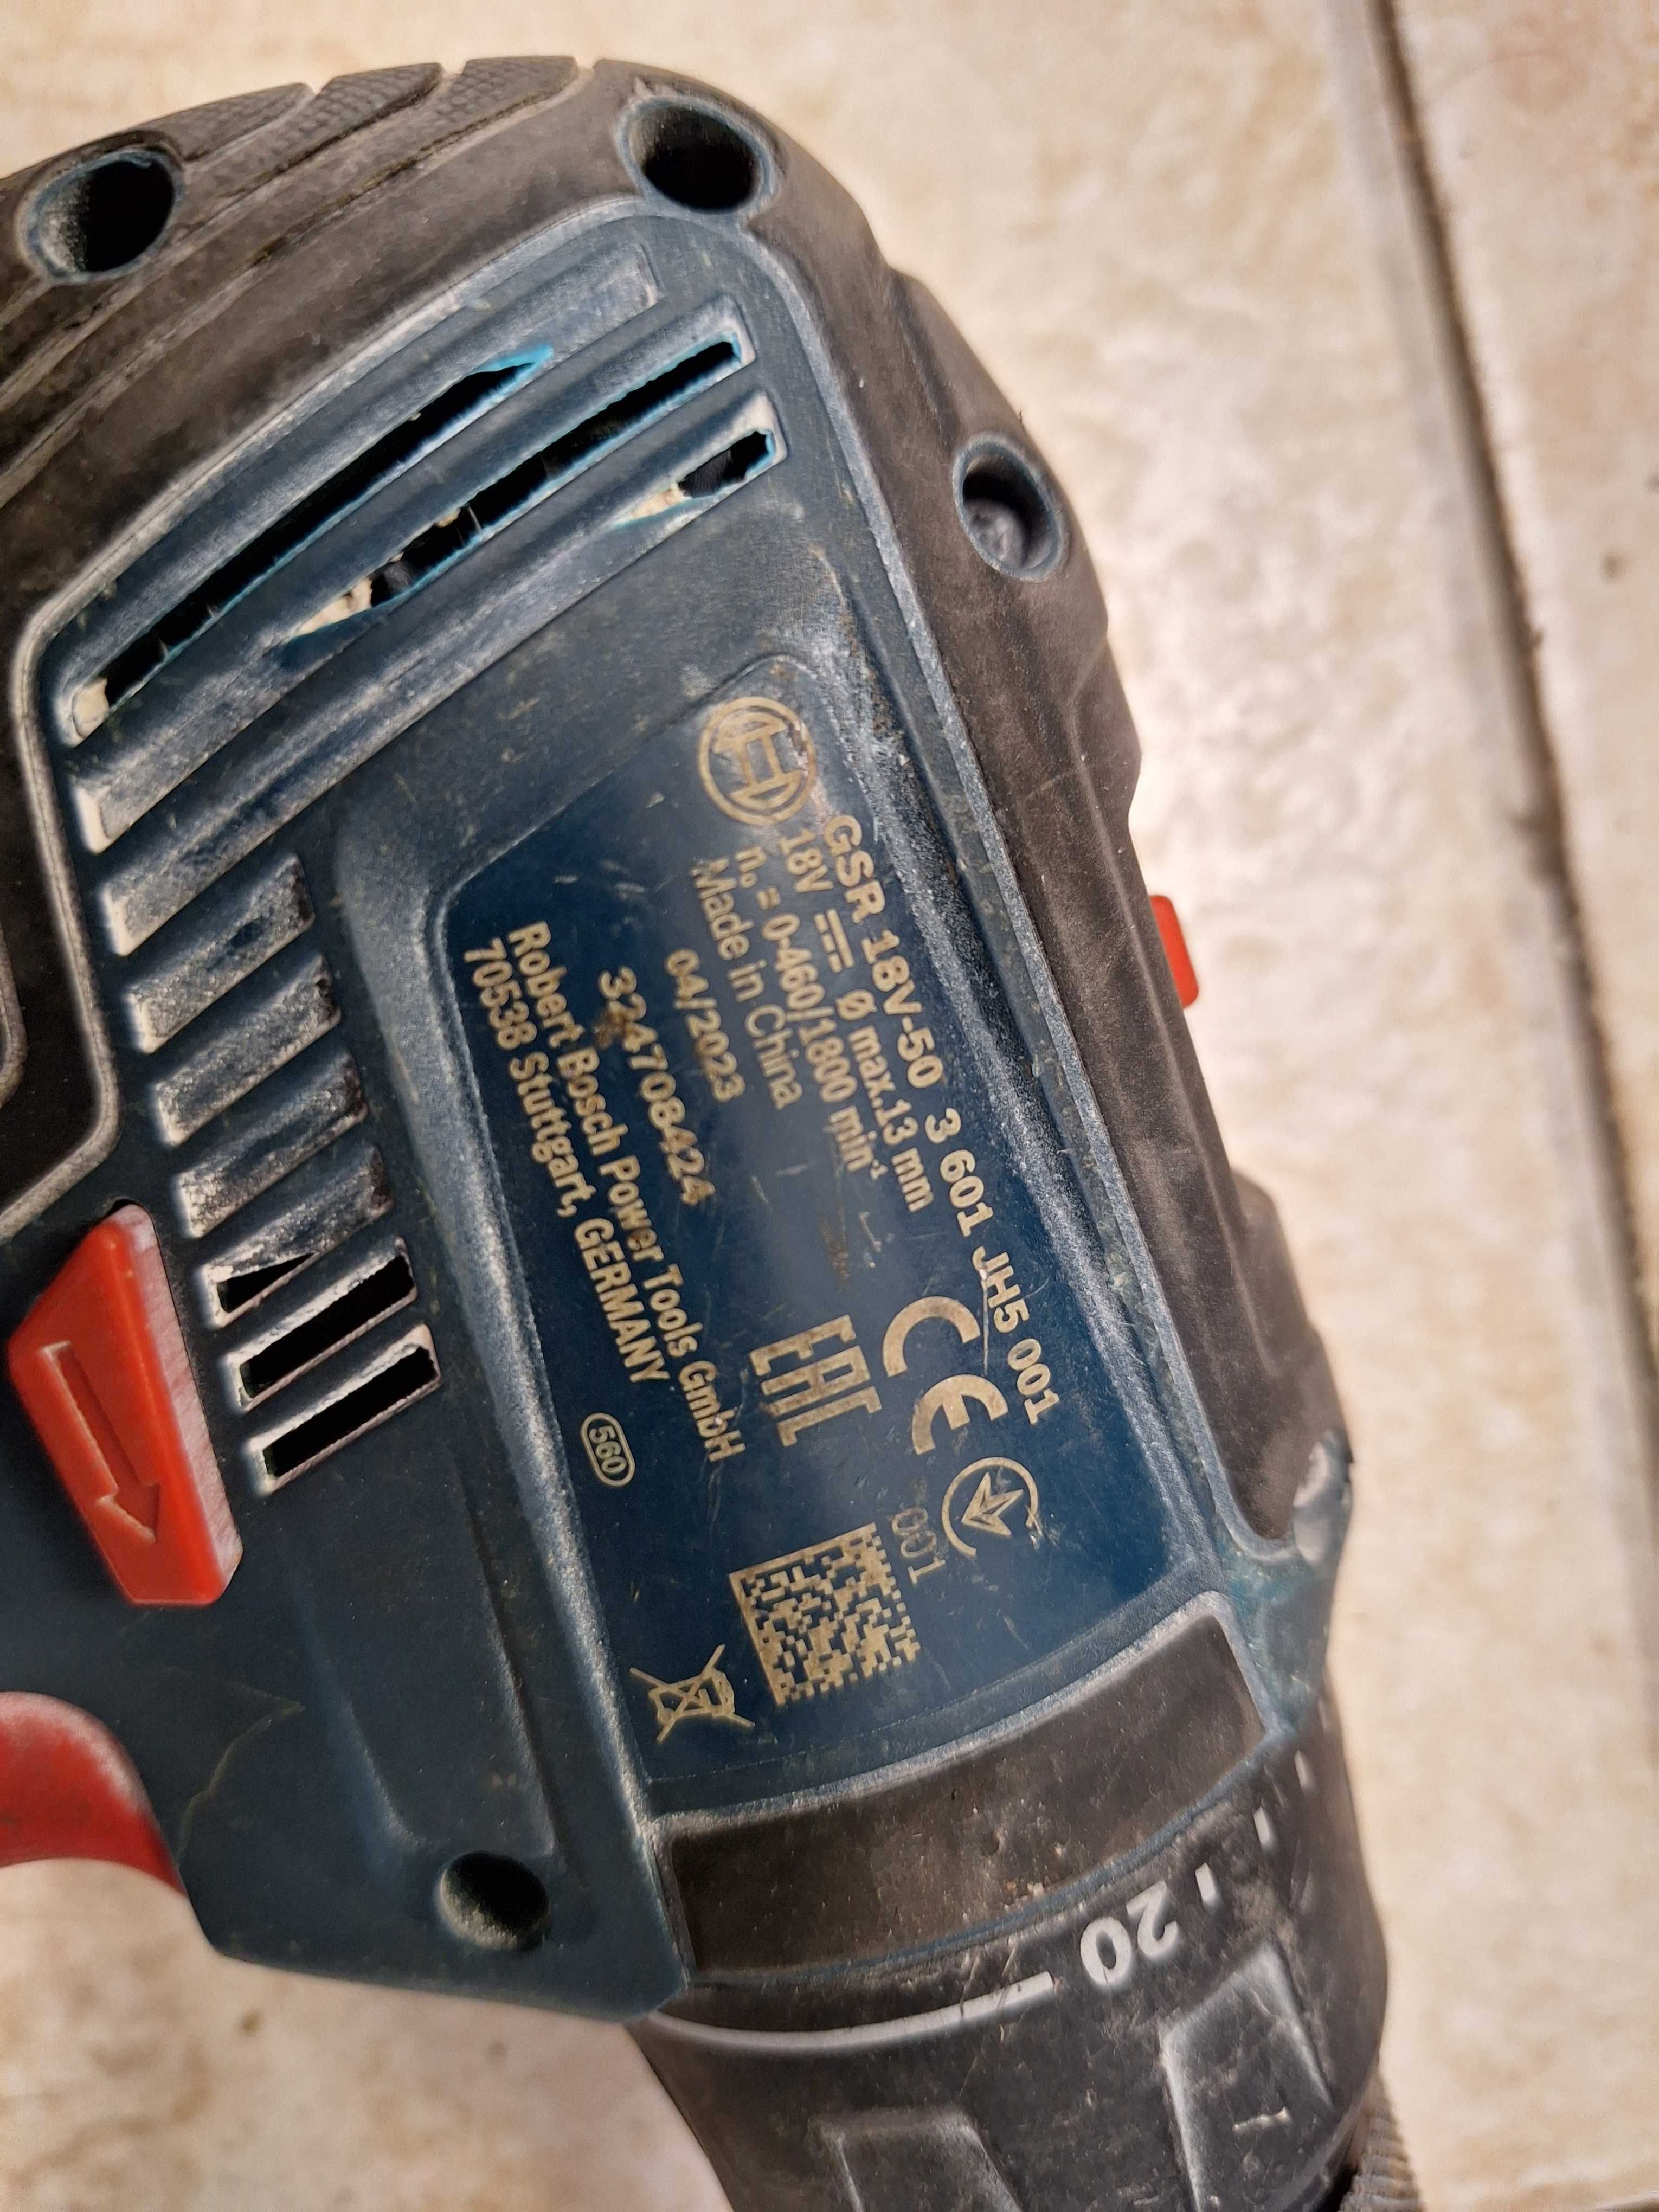 GSR 18V-50 3 601 JH5 001
18V ⎓ Ø max.13 mm
n₀ = 0-460/1800 min⁻¹
Made in China
04/2023
324708424
Robert Bosch Power Tools GmbH
70538 Stuttgart, GERMANY
CE
EAC
001
560
20